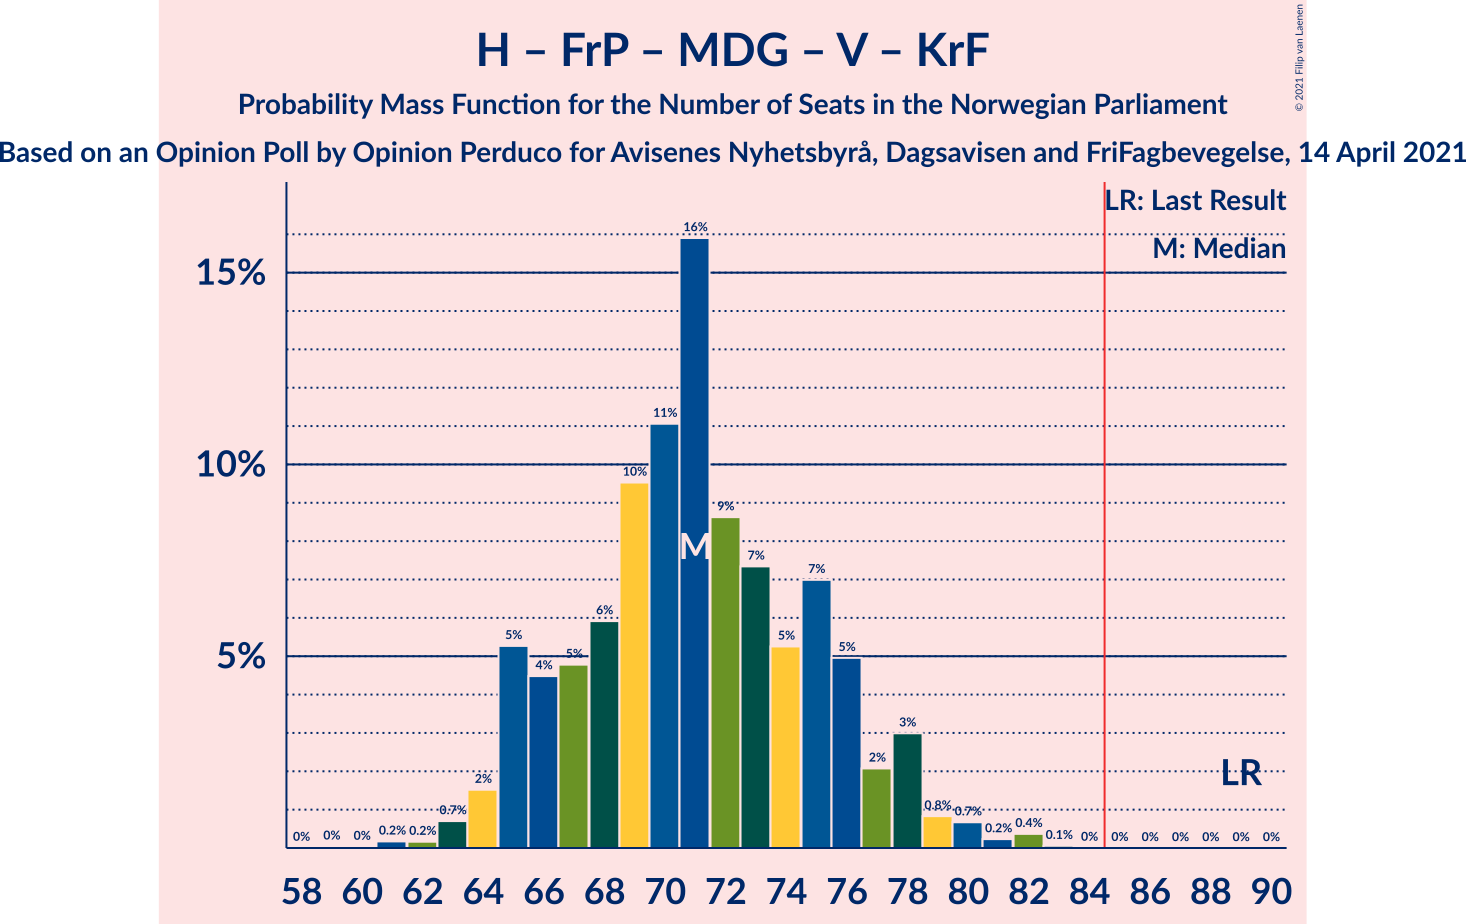 H – FrP – MDG – V – KrF
Probability Mass Function for the Number of Seats in the Norwegian Parliament
Based on an Opinion Poll by Opinion Perduco for Avisenes Nyhetsbyrå, Dagsavisen and FriFagbevegelse, 14 April 2021
© 2021 Filip van Laenen
LR: Last Result
M: Median
15%
10%
5%
0% 0% 0% 0.2% 0.2% 0.7% 2% 5% 4% 5% 6% 10% 11% 16% 9% 7% 5% 7% 5% 2% 3% 0.8% 0.7% 0.2% 0.4% 0.1% 0% 0% 0% 0% 0% 0% 0%
M
LR
58 60 62 64 66 68 70 72 74 76 78 80 82 84 86 88 90